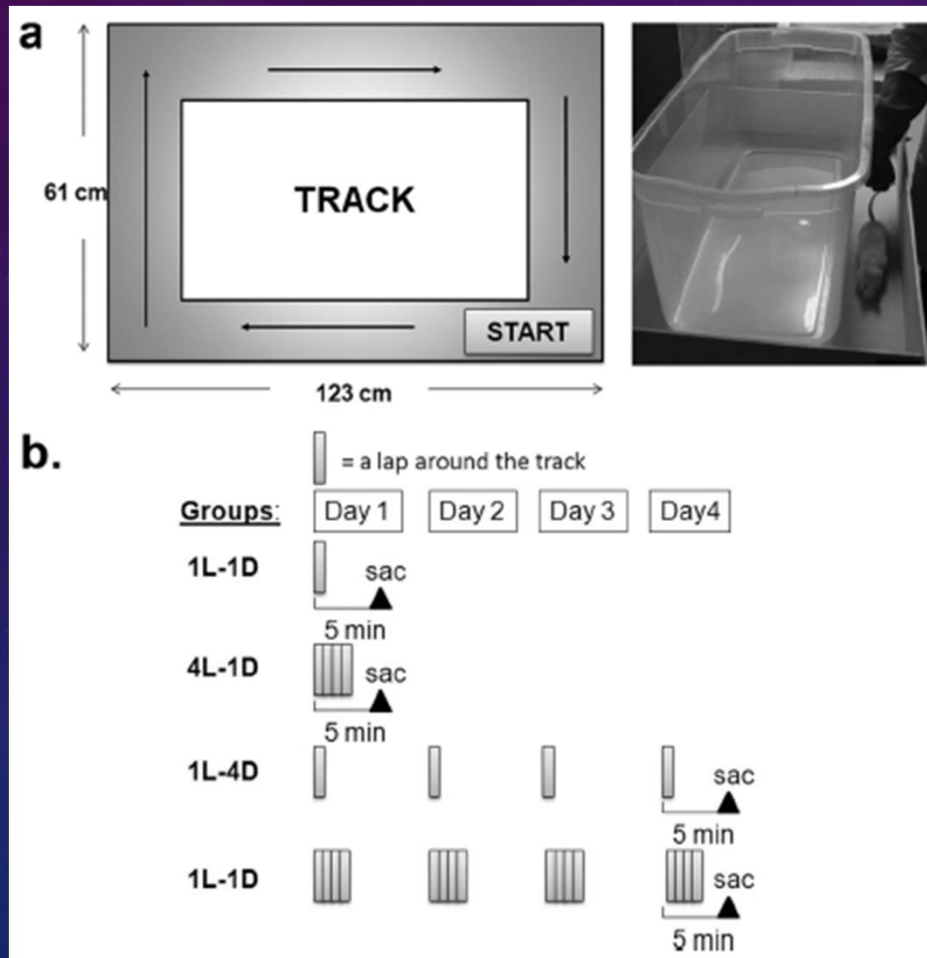 a
61 cm
TRACK
START
123 cm
b.
= a lap around the track
Groups: Day 1 Day 2 Day 3 Day4
1L-1D
sac
5 min
4L-1D
sac
5 min
1L-4D
sac
5 min
1L-1D
sac
5 min